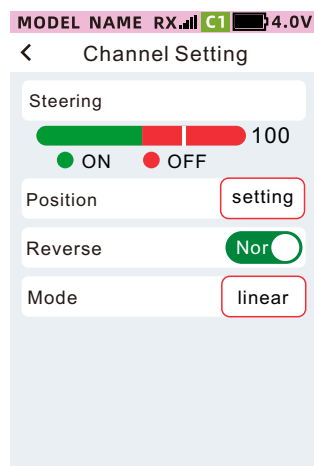 MODEL NAME RX C1 4.0V
Channel Setting
Steering
100
ON OFF
Position setting
Reverse Nor
Mode linear